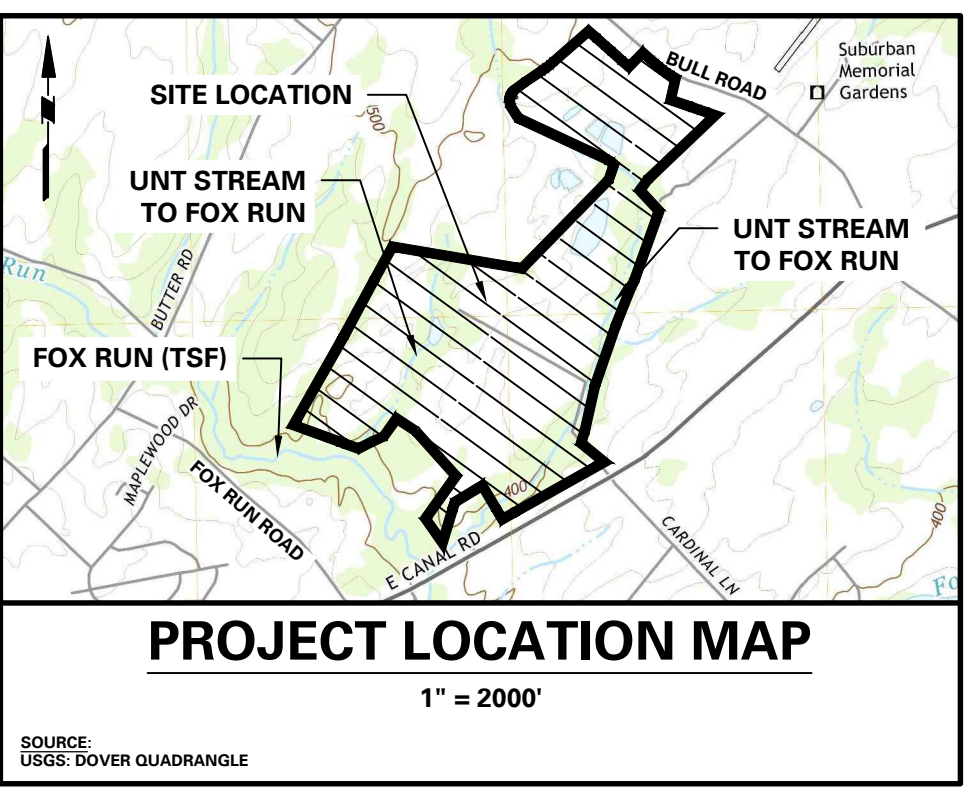 Suburban
Memorial
Gardens
BULL ROAD
SITE LOCATION
(500)
UNT STREAM
TO FOX RUN
UNT STREAM
TO FOX RUN
Run
BUTTER RD
FOX RUN (TSF)
MAPLEWOOD DR
FOX RUN ROAD
400
E CANAL RD
CARDINAL LN
400
Fo
PROJECT LOCATION MAP
1" = 2000'
SOURCE:
USGS: DOVER QUADRANGLE